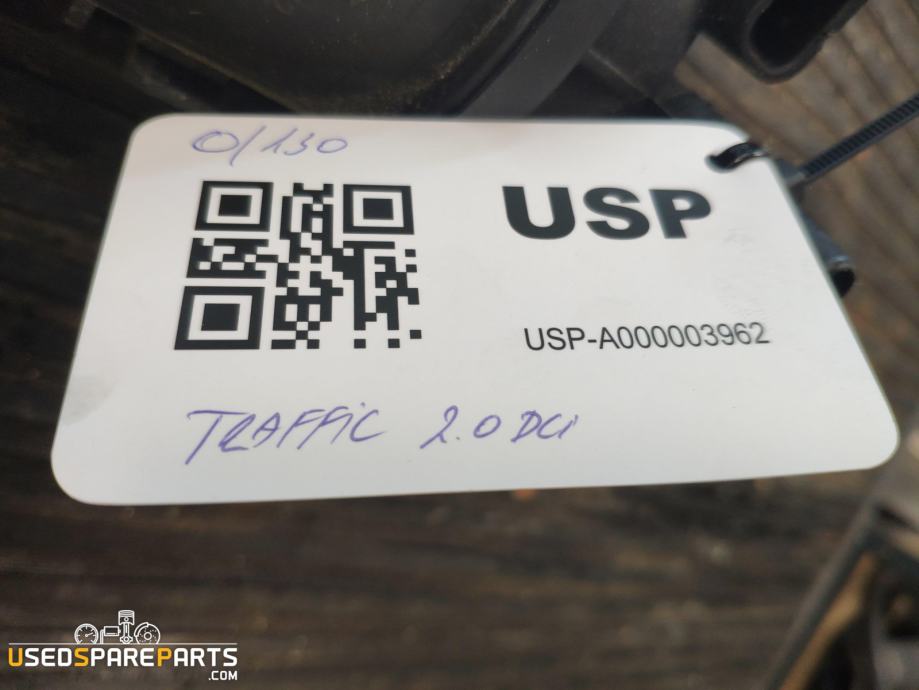 0/130
USP
USP-A000003962
TRAFFIC 2.0 DCi
USEDSPAREPARTS
.COM